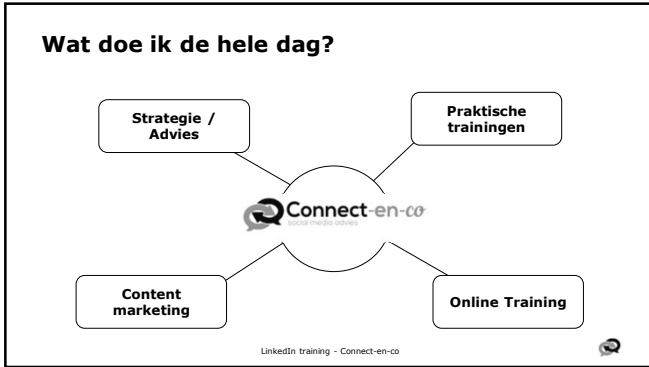 Wat doe ik de hele dag?
Strategie /
Advies
Praktische
trainingen
Connect-en-co
social media advies
Content
marketing
Online Training
LinkedIn training - Connect-en-co